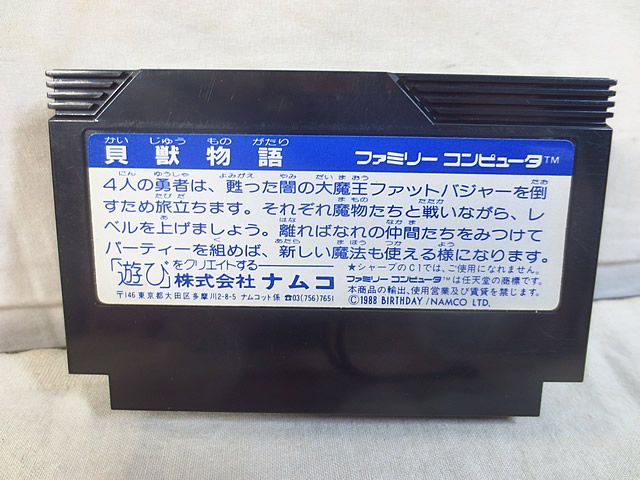 かい じゅう もの がたり
貝獣物語 ファミリーコンピュータ™
にん ゆうしゃ よみがえ やみ だい ま おう たお
4人の勇者は、甦った闇の大魔王ファットバジャーを倒
たび だ まもの たたか
すため旅立ちます。それぞれ魔物たちと戦いながら、レ
あ はな なかま
ベルを上げましょう。離ればなれの仲間たちをみつけて
く あたら まほう つか よう
パーティーを組めば、新しい魔法も使える様になります。
「遊び」をクリエイトする
株式会社 ナムコ
〒146 東京都大田区多摩川2-8-5 ナムコット係 ☎03(756)7651
★シャープのC1では、ご使用になれません。
ファミリーコンピュータ™は任天堂の商標です。
本商品の輸出、使用営業及び賃貸を禁じます。
©1988 BIRTHDAY/NAMCO LTD.